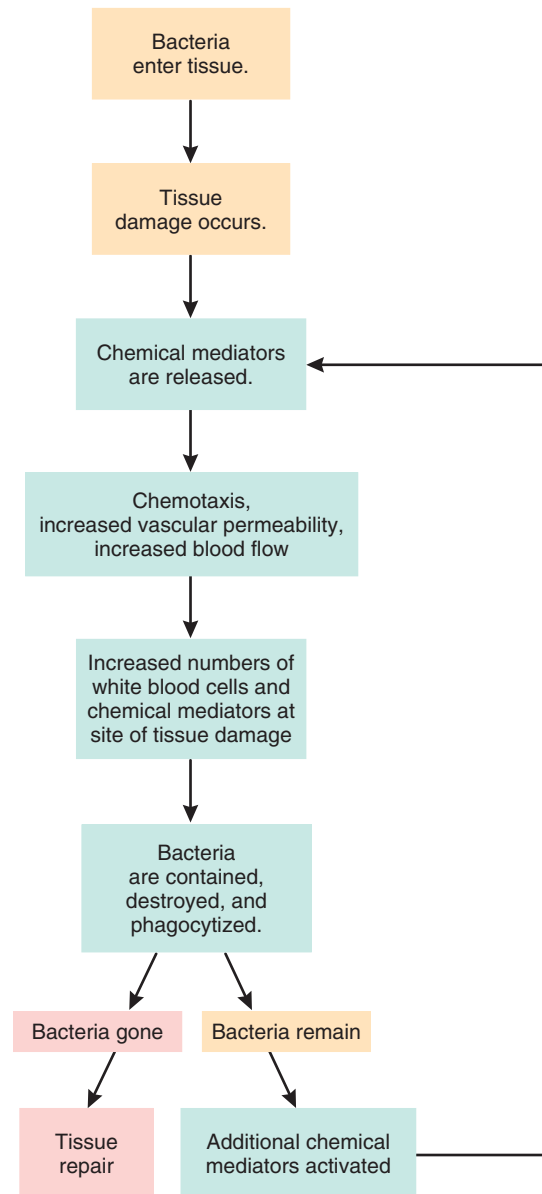 Bacteria
enter tissue.
Tissue
damage occurs.
Chemical mediators
are released.
Chemotaxis,
increased vascular permeability,
increased blood flow
Increased numbers of
white blood cells and
chemical mediators at
site of tissue damage
Bacteria
are contained,
destroyed, and
phagocytized.
Bacteria gone
Bacteria remain
Tissue
repair
Additional chemical
mediators activated